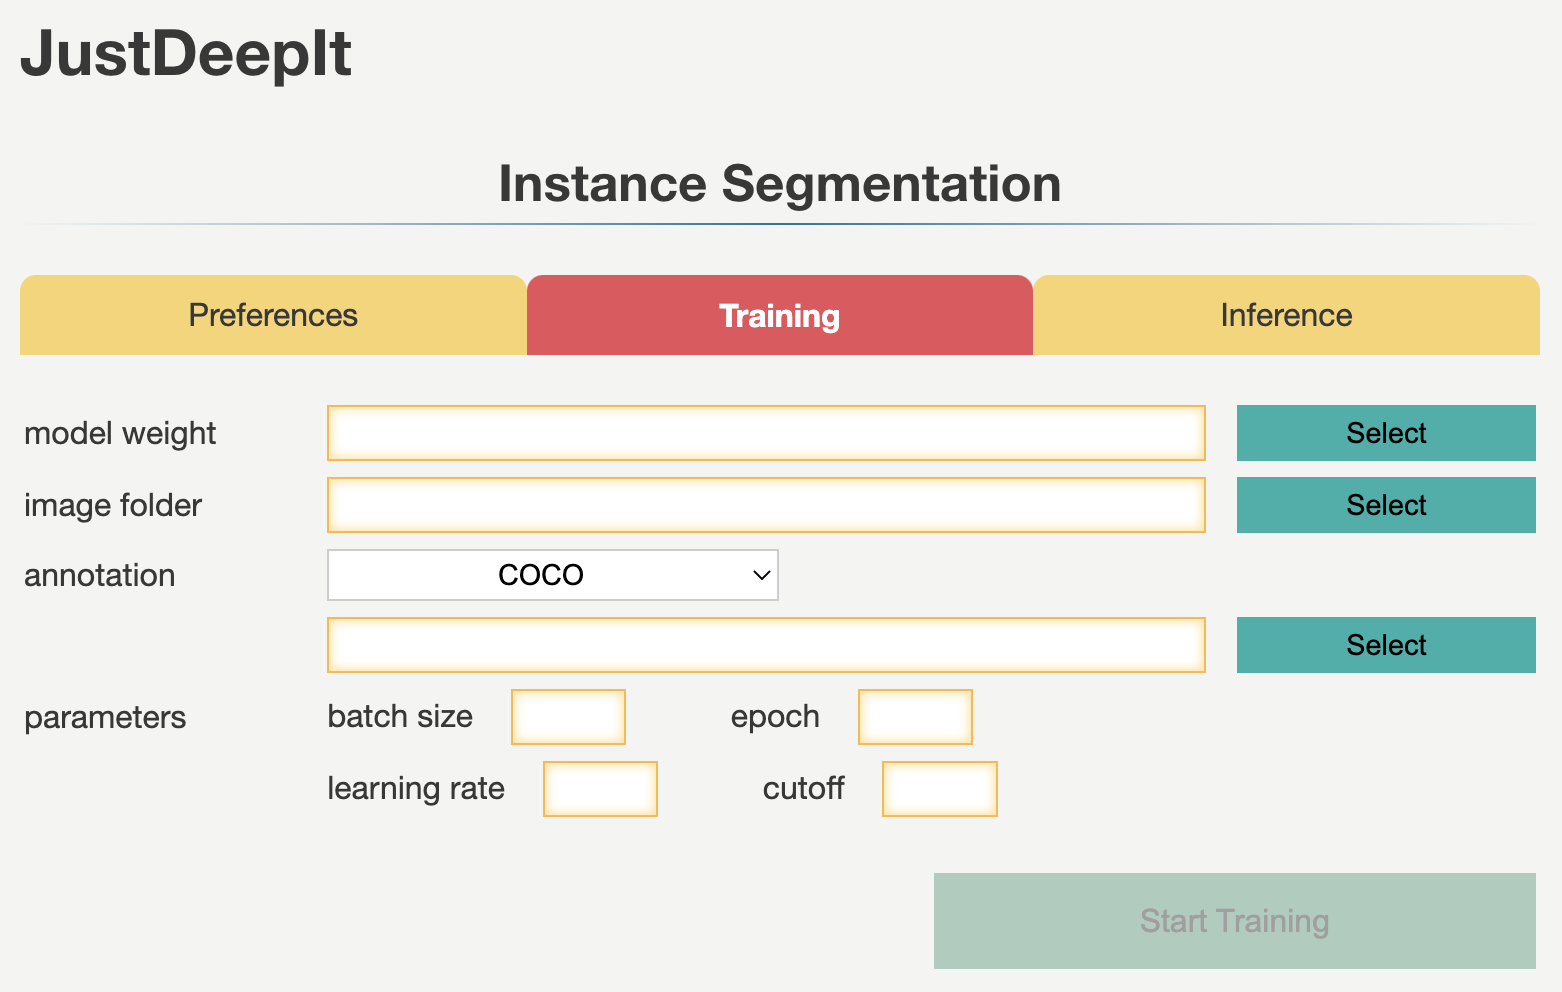 JustDeepIt
Instance Segmentation
Preferences Training Inference
model weight Select
image folder Select
annotation COCO
Select
parameters batch size epoch
learning rate cutoff
Start Training